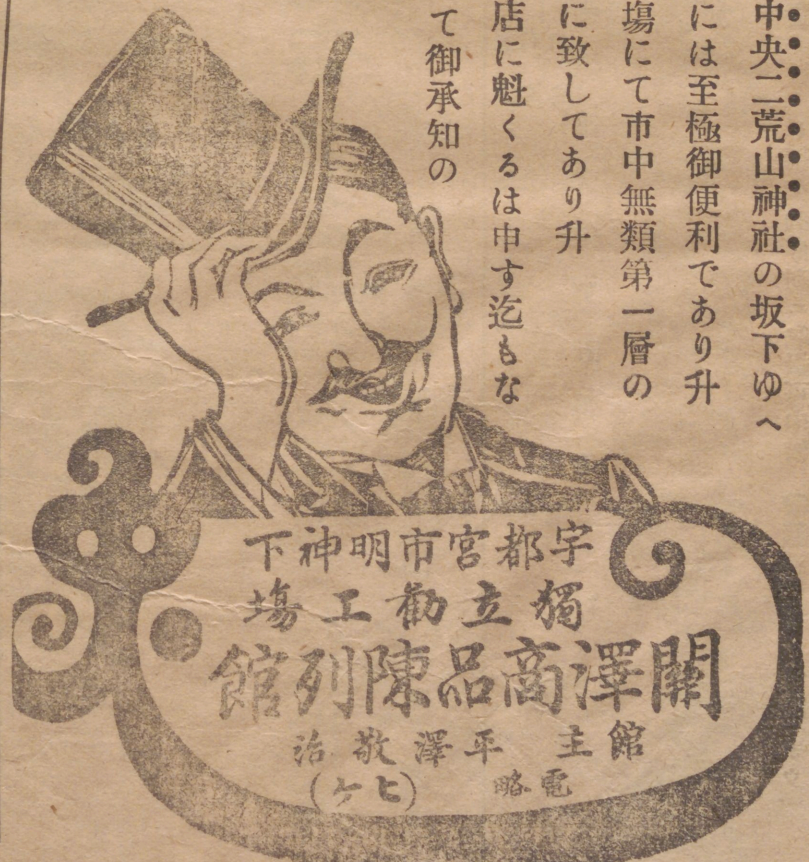 中央二荒山神社の坂下ゆへ
には至極御便利であり升
塲にて市中無類第一層の
に致してあり升
店に魁くるは申す迄もな
て御承知の
宇都宮市明神下
獨立勧工塲
關澤商品陳列館
館主 平澤敬治
電略 (ヒケ)